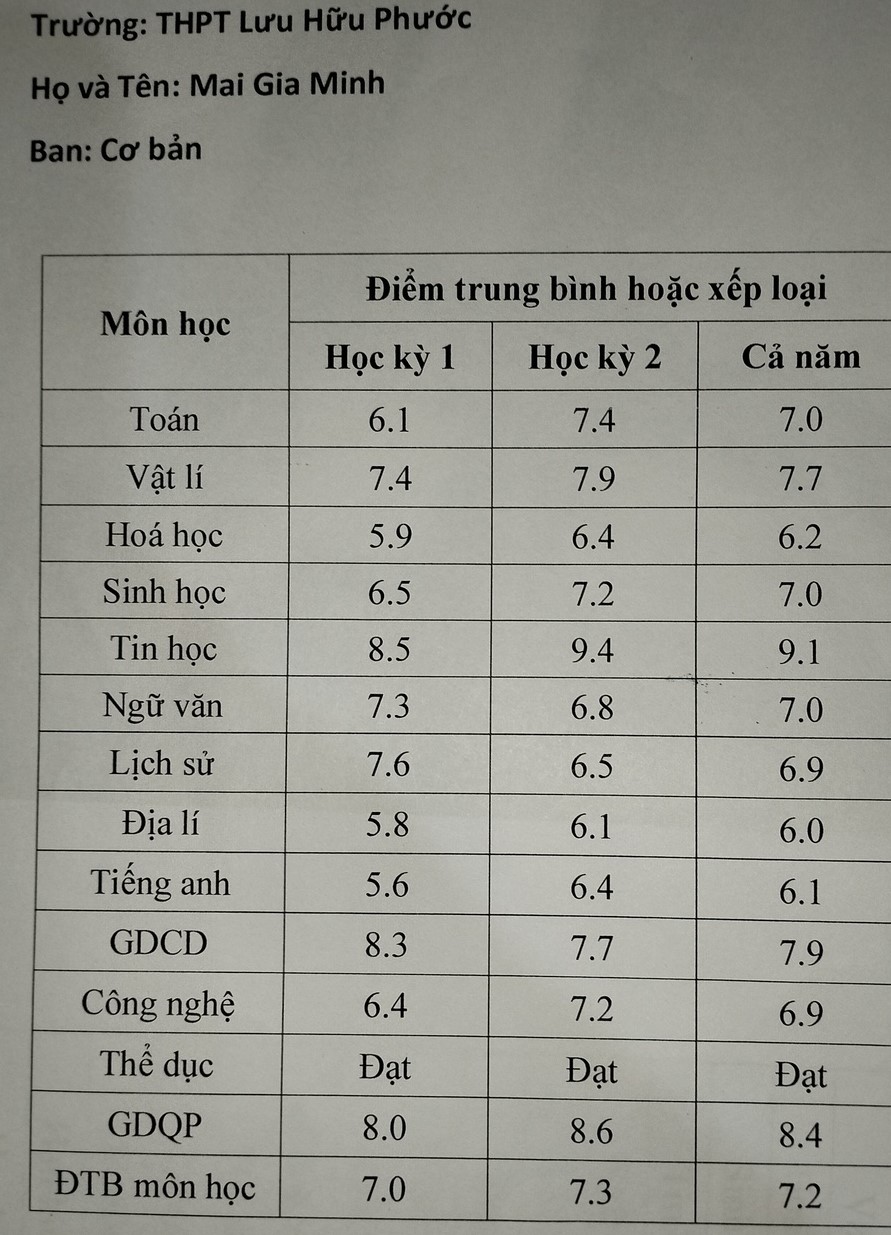 Trường: THPT Lưu Hữu Phước
Họ và Tên: Mai Gia Minh
Ban: Cơ bản
Môn học Điểm trung bình hoặc xếp loại
Học kỳ 1 Học kỳ 2 Cả năm
Toán 6.1 7.4 7.0
Vật lí 7.4 7.9 7.7
Hoá học 5.9 6.4 6.2
Sinh học 6.5 7.2 7.0
Tin học 8.5 9.4 9.1
Ngữ văn 7.3 6.8 7.0
Lịch sử 7.6 6.5 6.9
Địa lí 5.8 6.1 6.0
Tiếng anh 5.6 6.4 6.1
GDCD 8.3 7.7 7.9
Công nghệ 6.4 7.2 6.9
Thể dục Đạt Đạt Đạt
GDQP 8.0 8.6 8.4
ĐTB môn học 7.0 7.3 7.2